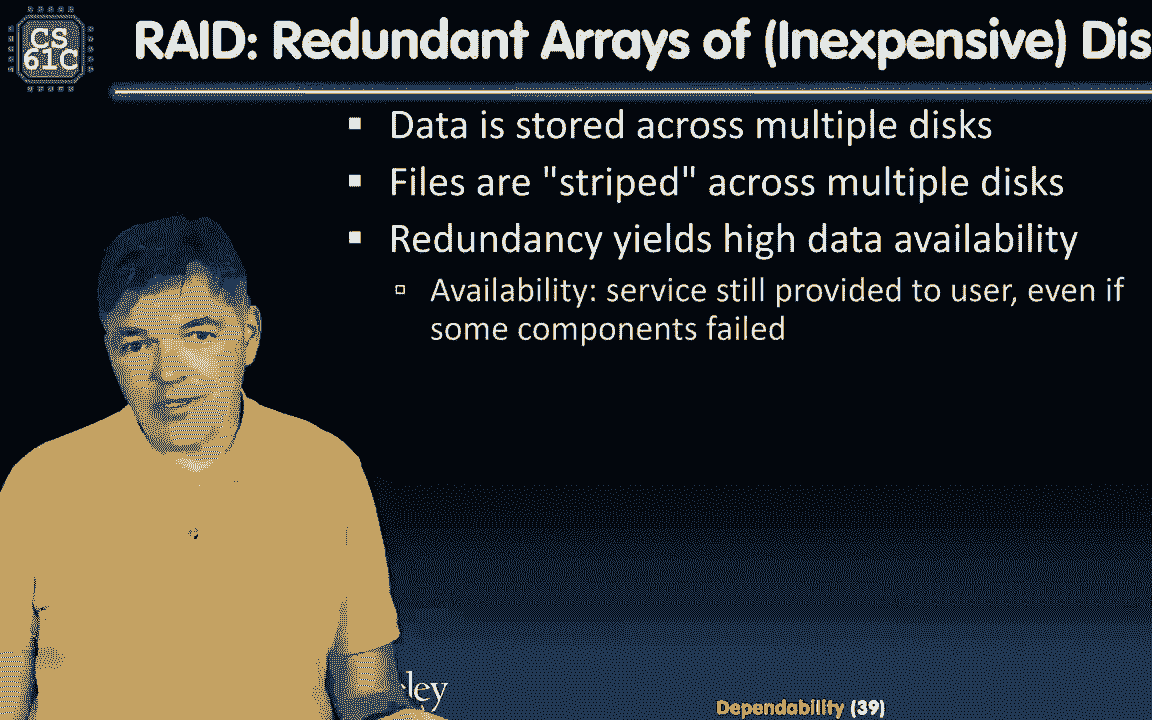 CS
61C
RAID: Redundant Arrays of (Inexpensive) Dis
▪ Data is stored across multiple disks
▪ Files are "striped" across multiple disks
▪ Redundancy yields high data availability
▫ Availability: service still provided to user, even if
some components failed
eley
Dependability (39)